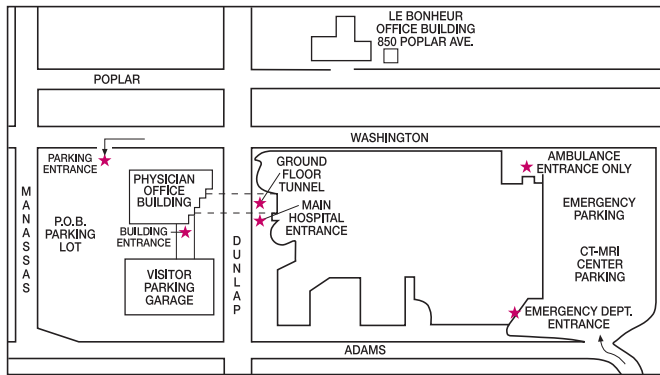 LE BONHEUR
OFFICE BUILDING
850 POPLAR AVE.
POPLAR
WASHINGTON
PARKING
ENTRANCE
PHYSICIAN
OFFICE
BUILDING
GROUND
FLOOR
TUNNEL
AMBULANCE
ENTRANCE ONLY
MANASSAS
P.O.B.
PARKING
LOT
BUILDING
ENTRANCE
MAIN
HOSPITAL
ENTRANCE
EMERGENCY
PARKING
DUNLAP
VISITOR
PARKING
GARAGE
CT-MRI
CENTER
PARKING
EMERGENCY DEPT.
ENTRANCE
ADAMS